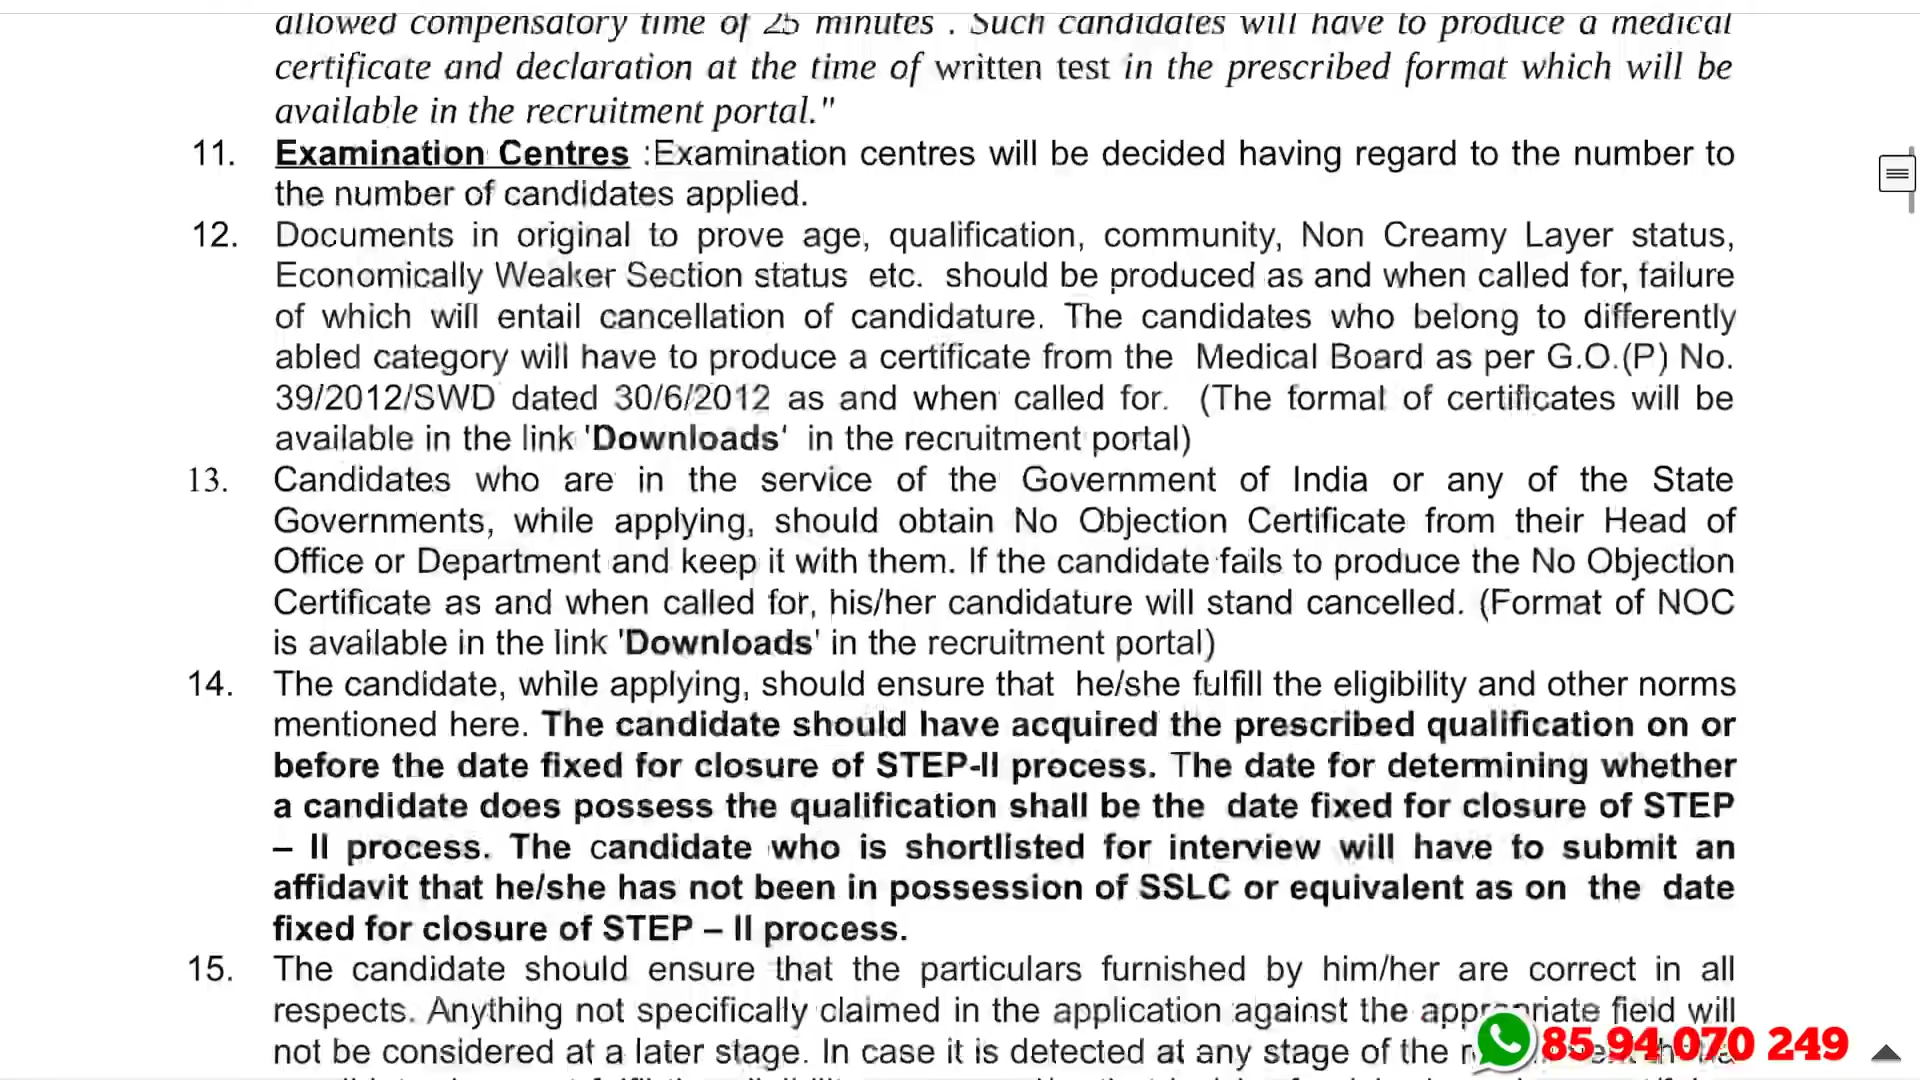 allowed compensatory time of 25 minutes . Such candidates will have to produce a medical
certificate and declaration at the time of written test in the prescribed format which will be
available in the recruitment portal."
11. Examination Centres :Examination centres will be decided having regard to the number to
the number of candidates applied.
12. Documents in original to prove age, qualification, community, Non Creamy Layer status,
Economically Weaker Section status etc. should be produced as and when called for, failure
of which will entail cancellation of candidature. The candidates who belong to differently
abled category will have to produce a certificate from the Medical Board as per G.O.(P) No.
39/2012/SWD dated 30/6/2012 as and when called for. (The format of certificates will be
available in the link 'Downloads' in the recruitment portal)
13. Candidates who are in the service of the Government of India or any of the State
Governments, while applying, should obtain No Objection Certificate from their Head of
Office or Department and keep it with them. If the candidate fails to produce the No Objection
Certificate as and when called for, his/her candidature will stand cancelled. (Format of NOC
is available in the link 'Downloads' in the recruitment portal)
14. The candidate, while applying, should ensure that he/she fulfill the eligibility and other norms
mentioned here. The candidate should have acquired the prescribed qualification on or
before the date fixed for closure of STEP-II process. The date for determining whether
a candidate does possess the qualification shall be the date fixed for closure of STEP
– II process. The candidate who is shortlisted for interview will have to submit an
affidavit that he/she has not been in possession of SSLC or equivalent as on the date
fixed for closure of STEP – II process.
15. The candidate should ensure that the particulars furnished by him/her are correct in all
respects. Anything not specifically claimed in the application against the appropriate field will
not be considered at a later stage. In case it is detected at any stage of the
85 94 070 249